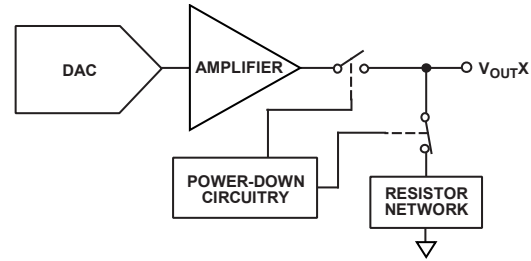 DAC
AMPLIFIER
VOUTX
POWER-DOWN
CIRCUITRY
RESISTOR
NETWORK